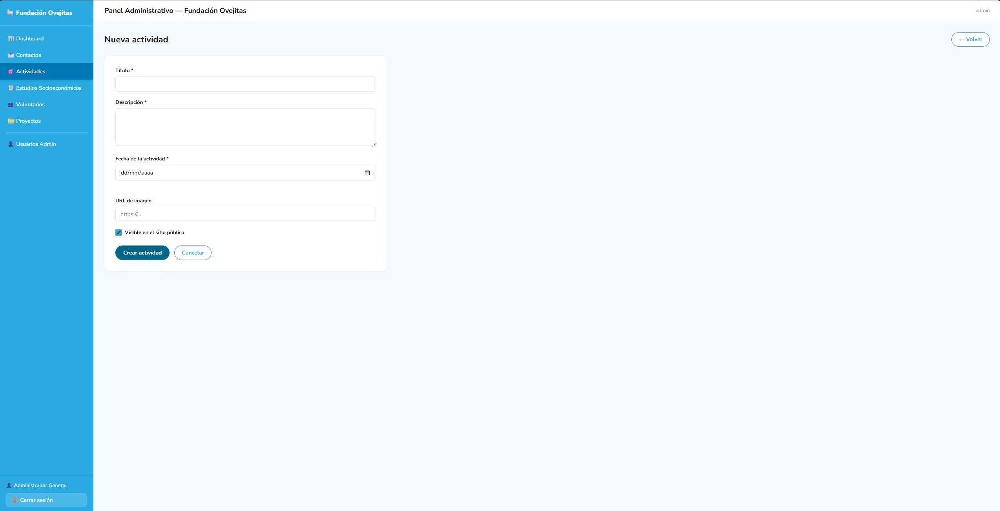 Fundación Ovejitas
Dashboard
Contactos
Actividades
Estudios Socioeconómicos
Voluntarios
Proyectos
Usuarios Admin
Administrador General
Cerrar sesión
Panel Administrativo — Fundación Ovejitas
admin
Nueva actividad
← Volver
Título *
Descripción *
Fecha de la actividad *
dd/mm/aaaa
URL de imagen
https://...
Visible en el sitio público
Crear actividad
Cancelar